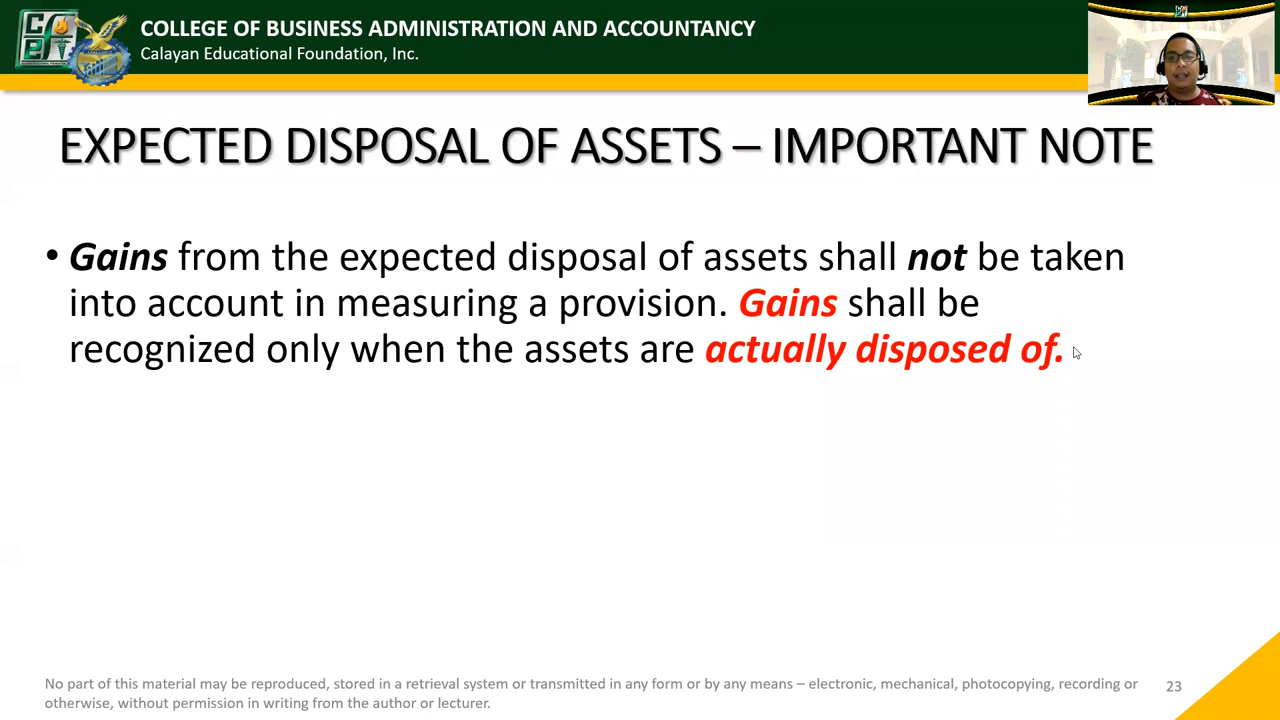 COLLEGE OF BUSINESS ADMINISTRATION AND ACCOUNTANCY
Calayan Educational Foundation, Inc.
EXPECTED DISPOSAL OF ASSETS – IMPORTANT NOTE
• Gains from the expected disposal of assets shall not be taken
into account in measuring a provision. Gains shall be
recognized only when the assets are actually disposed of.
No part of this material may be reproduced, stored in a retrieval system or transmitted in any form or by any means – electronic, mechanical, photocopying, recording or
otherwise, without permission in writing from the author or lecturer.
23